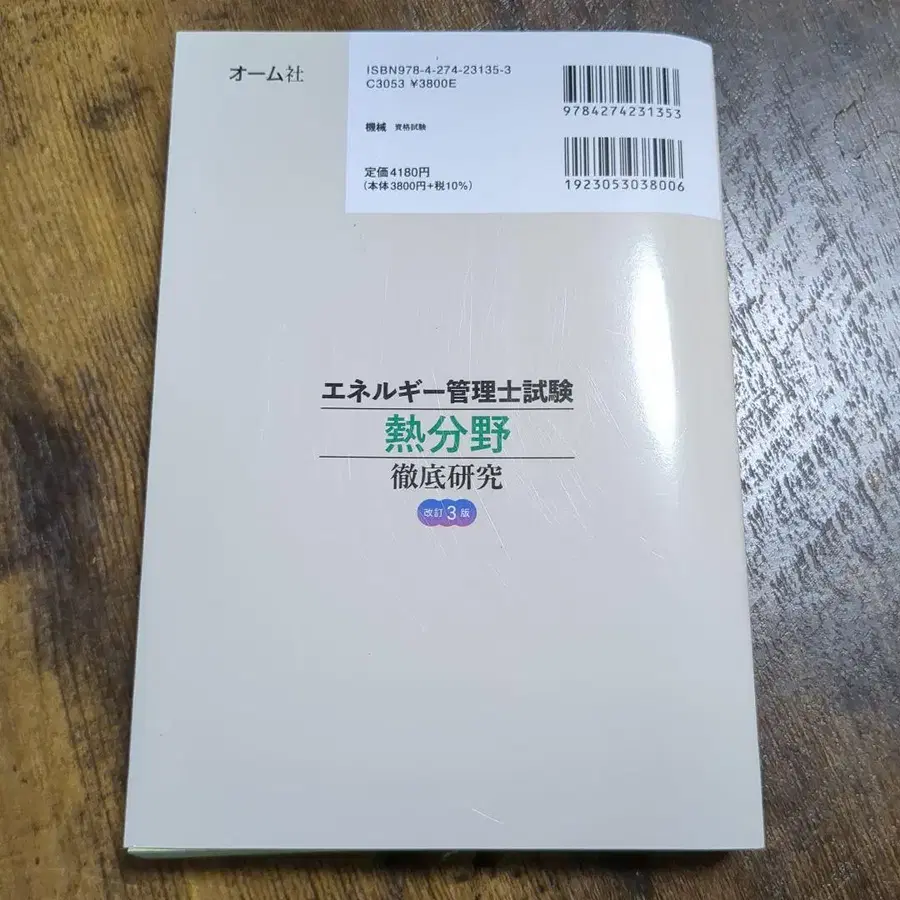 オーム社
ISBN978-4-274-23135-3
C3053 ¥3800E
機械 資格試験
定価4180円
(本体3800円+税10%)
9784274231353
1923053038006
エネルギー管理士試験
熱分野
徹底研究
改訂3版